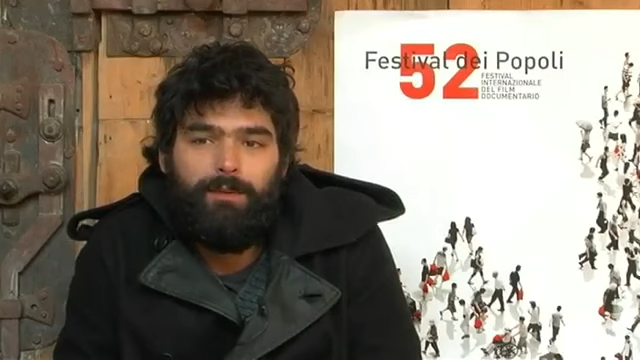 52
Festival dei Popoli
FESTIVAL
INTERNAZIONALE
DEL FILM
DOCUMENTARIO